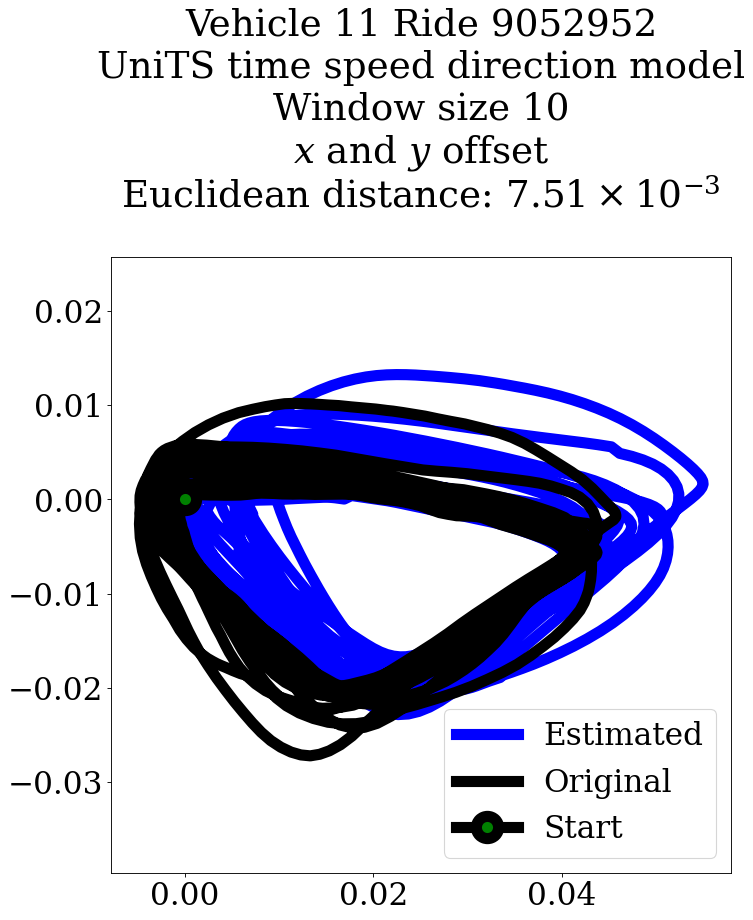 Vehicle 11 Ride 9052952
UniTS time speed direction model
Window size 10
x and y offset
Euclidean distance: 7.51 × 10⁻³
0.02
0.01
0.00
−0.01
−0.02
−0.03
Estimated
Original
Start
0.00 0.02 0.04